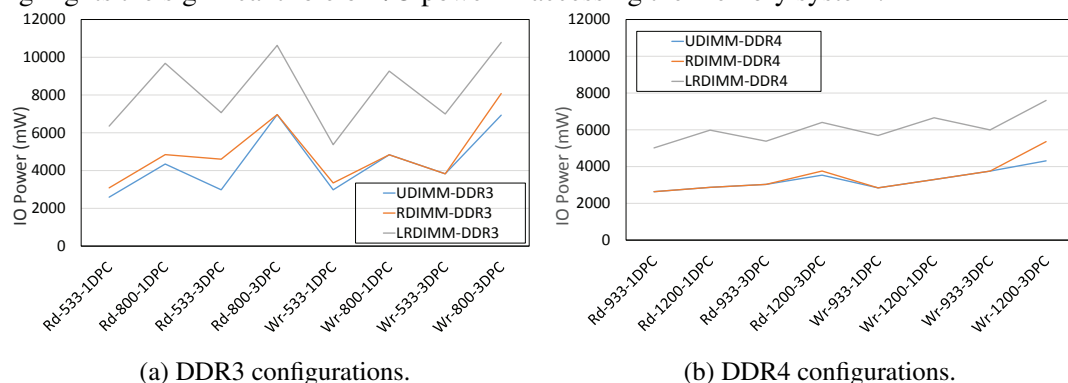 12000
10000
8000
6000
4000
2000
0
IO Power (mW)
UDIMM-DDR3
RDIMM-DDR3
LRDIMM-DDR3
Rd-533-1DPC
Rd-800-1DPC
Rd-533-3DPC
Rd-800-3DPC
Wr-533-1DPC
Wr-800-1DPC
Wr-533-3DPC
Wr-800-3DPC
(a) DDR3 configurations.
12000
10000
8000
6000
4000
2000
0
IO Power (mW)
UDIMM-DDR4
RDIMM-DDR4
LRDIMM-DDR4
Rd-933-1DPC
Rd-1200-1DPC
Rd-933-3DPC
Rd-1200-3DPC
Wr-933-1DPC
Wr-1200-1DPC
Wr-933-3DPC
Wr-1200-3DPC
(b) DDR4 configurations.